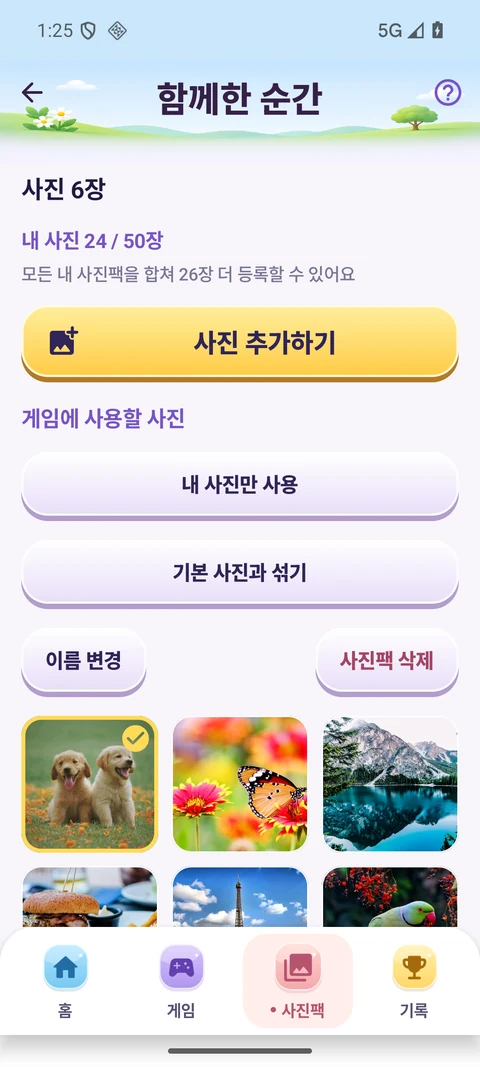 1:25
5G
함께한 순간
사진 6장
내 사진 24 / 50장
모든 내 사진팩을 합쳐 26장 더 등록할 수 있어요
사진 추가하기
게임에 사용할 사진
내 사진만 사용
기본 사진과 섞기
이름 변경
사진팩 삭제
홈
게임
• 사진팩
기록